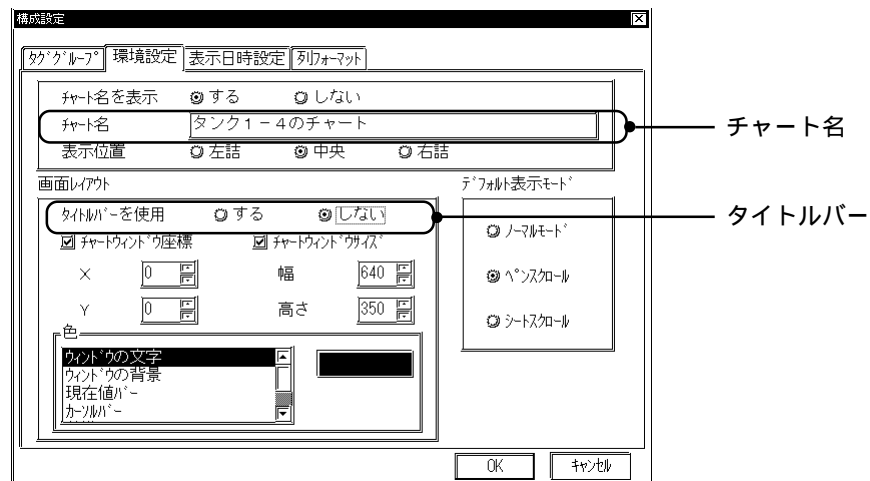 構成設定
ﾀｸﾞｸﾞﾙｰﾌﾟ 環境設定 表示日時設定 列ﾌｫｰﾏｯﾄ
ﾁｬｰﾄ名を表示 する しない
ﾁｬｰﾄ名 タンク１－４のチャート
チャート名
表示位置 左詰 中央 右詰
画面ﾚｲｱｳﾄ
ﾃﾞﾌｫﾙﾄ表示ﾓｰﾄﾞ
ﾀｲﾄﾙﾊﾞｰを使用 する しない
タイトルバー
ﾁｬｰﾄｳｨﾝﾄﾞｳ座標 ﾁｬｰﾄｳｨﾝﾄﾞｳｻｲｽﾞ
ﾉｰﾏﾙﾓｰﾄﾞ
X 0 幅 640
ﾍﾟﾝｽｸﾛｰﾙ
Y 0 高さ 350
ｼｰﾄｽｸﾛｰﾙ
色
ｳｨﾝﾄﾞｳの文字
ｳｨﾝﾄﾞｳの背景
現在値ﾊﾞｰ
ｶｰｿﾙﾊﾞｰ
OK ｷｬﾝｾﾙ